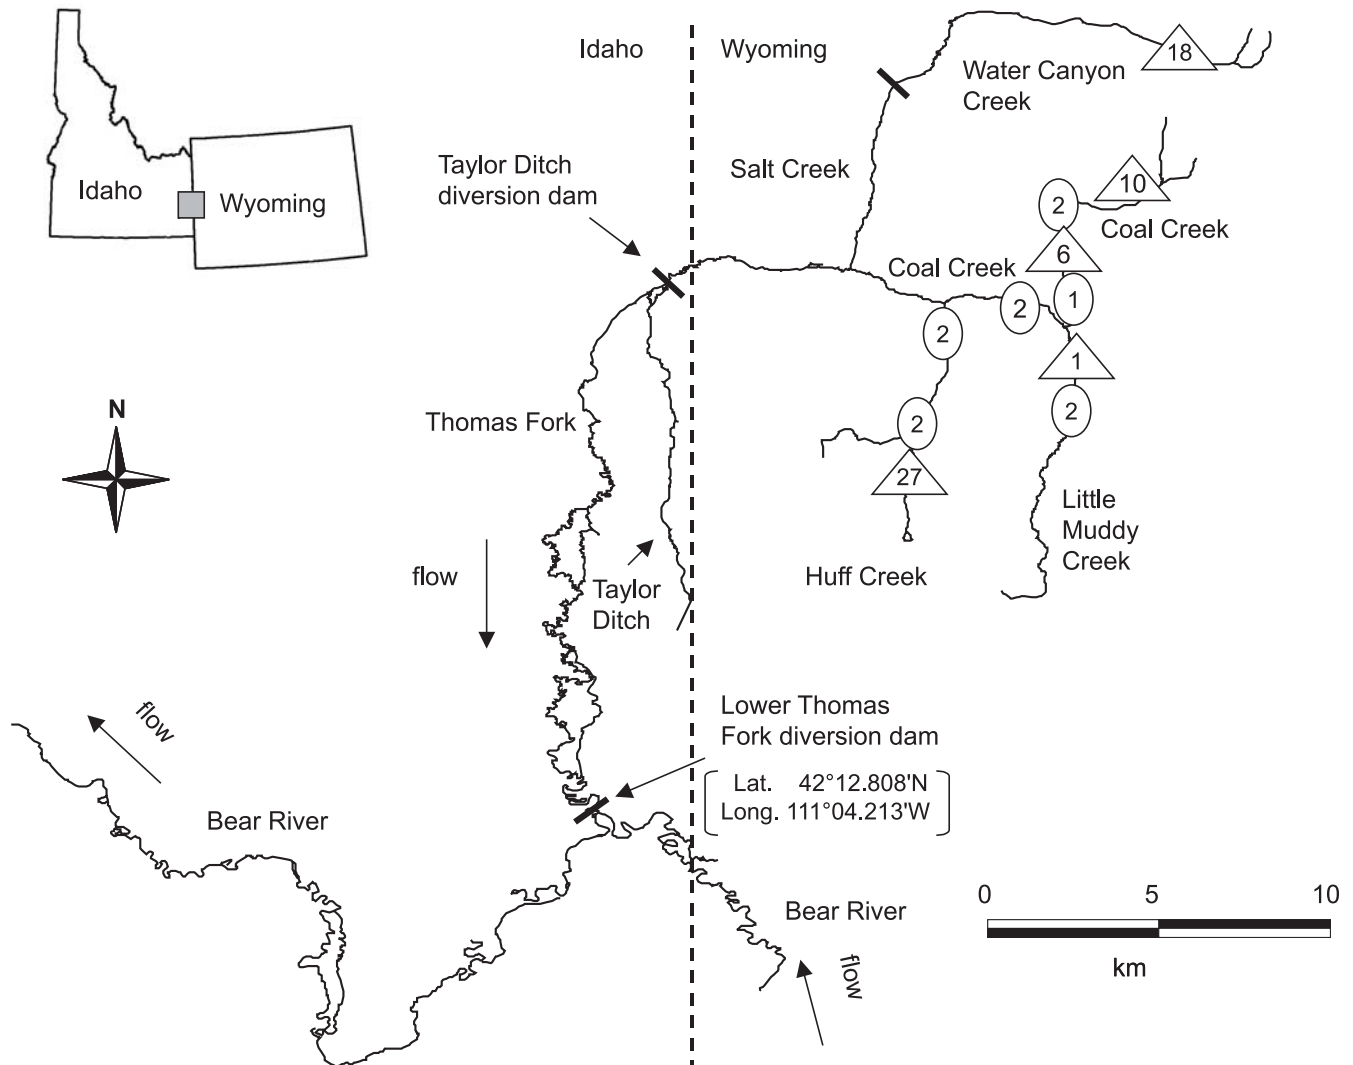 Idaho
Wyoming
18
Water Canyon
Creek
Taylor Ditch
diversion dam
Salt Creek
Idaho
Wyoming
10
2
Coal Creek
6
Coal Creek
1
2
2
1
N
Thomas Fork
2
2
27
Little
Muddy
Creek
flow
Taylor
Ditch
Huff Creek
Lower Thomas
Fork diversion dam
Lat. 42°12.808'N
Long. 111°04.213'W
flow
Bear River
0 5 10
km
Bear River
flow